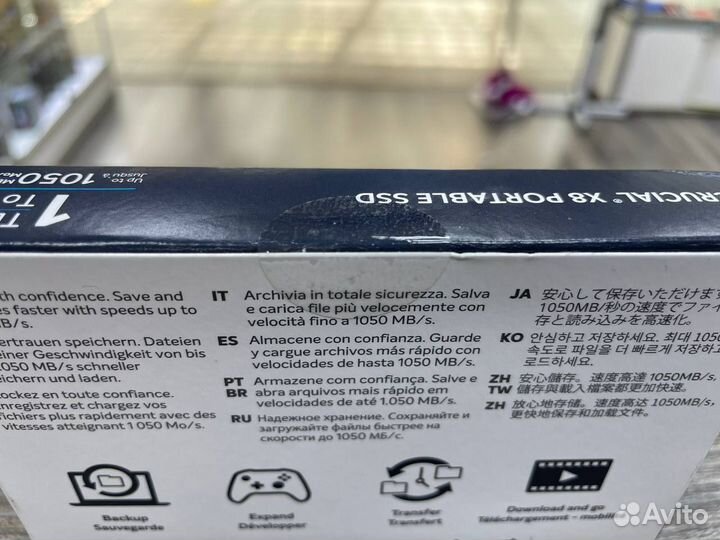 Up to
Jusqu'à
1050
1
To
CRUCIAL® X8 PORTABLE SSD
th confidence. Save and
es faster with speeds up to
B/s.
ertrauen speichern. Dateien
einer Geschwindigkeit von bis
1050 MB/s schneller
eichern und laden.
ockez en toute confiance.
nregistrez et chargez vos
fichiers plus rapidement avec des
vitesses atteignant 1 050 Mo/s.
IT Archivia in totale sicurezza. Salva
e carica file più velocemente con
velocità fino a 1050 MB/s.
ES Almacene con confianza. Guarde
y cargue archivos más rápido con
velocidades de hasta 1050 MB/s.
PT Armazene com confiança. Salve e
BR abra arquivos mais rápido em
velocidades de até 1.050 MB/s.
RU Надежное хранение. Сохраняйте и
загружайте файлы быстрее на
скорости до 1050 МБ/с.
JA 安心して保存いただけます
1050MB/秒の速度でファイ
存と読み込みを高速化。
KO 안심하고 저장하세요. 최대 1050
속도로 파일을 더 빠르게 저장하고
로드하세요.
ZH 安心儲存。速度高達 1050MB/s,
TW 儲存與載入檔案都更加快速。
ZH 放心地存储。速度高达 1050MB/s,
更快地保存和加载文件。
Backup
Sauvegarde
Expand
Développer
Transfer
Transfert
Download and go
Téléchargement - mobilité
Avito